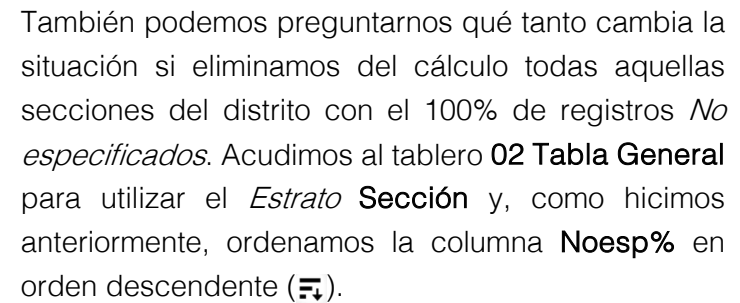 También podemos preguntarnos qué tanto cambia la
situación si eliminamos del cálculo todas aquellas
secciones del distrito con el 100% de registros No
especificados. Acudimos al tablero 02 Tabla General
para utilizar el Estrato Sección y, como hicimos
anteriormente, ordenamos la columna Noesp% en
orden descendente ( ).